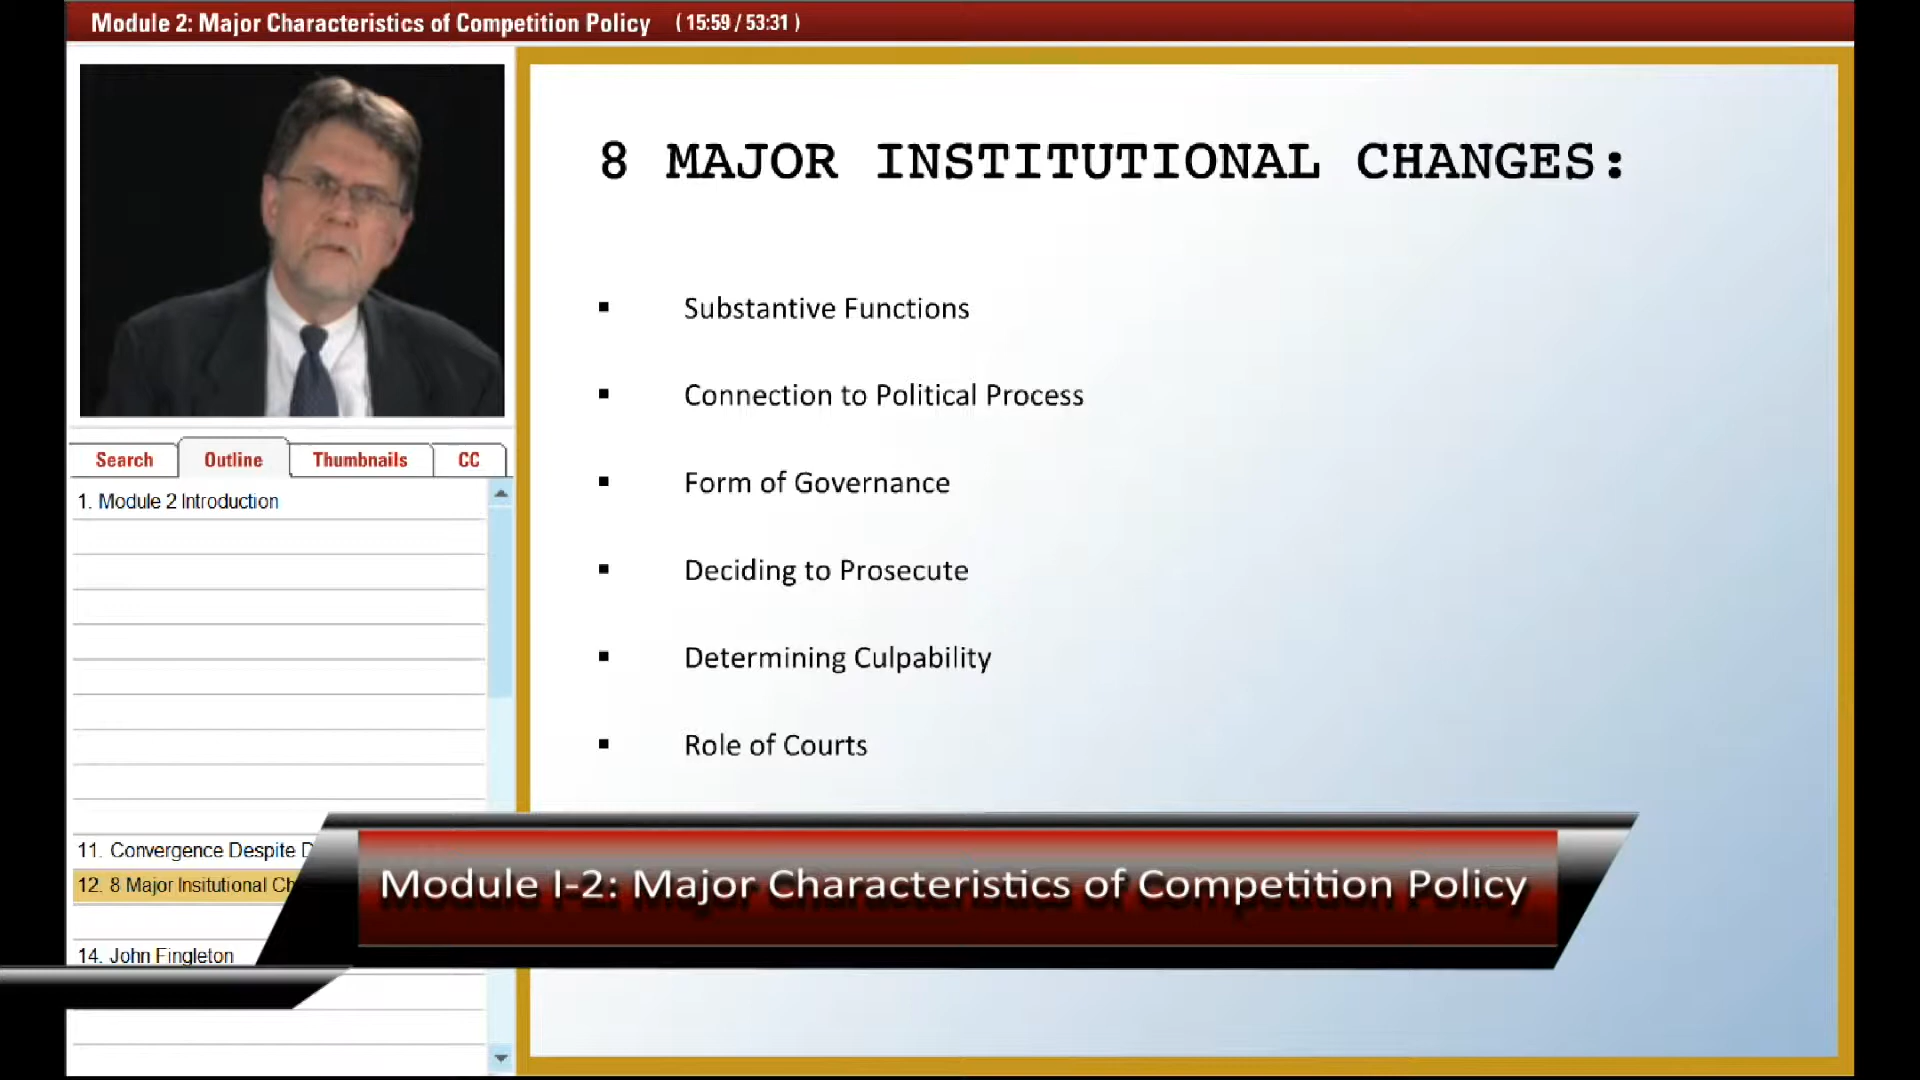 Module 2: Major Characteristics of Competition Policy ( 15:59 / 53:31 )
8 MAJOR INSTITUTIONAL CHANGES:
▪ Substantive Functions
▪ Connection to Political Process
▪ Form of Governance
▪ Deciding to Prosecute
▪ Determining Culpability
▪ Role of Courts
Search Outline Thumbnails CC
1. Module 2 Introduction
11. Convergence Despite D
12. 8 Major Insitutional Ch
14. John Fingleton
Module I-2: Major Characteristics of Competition Policy